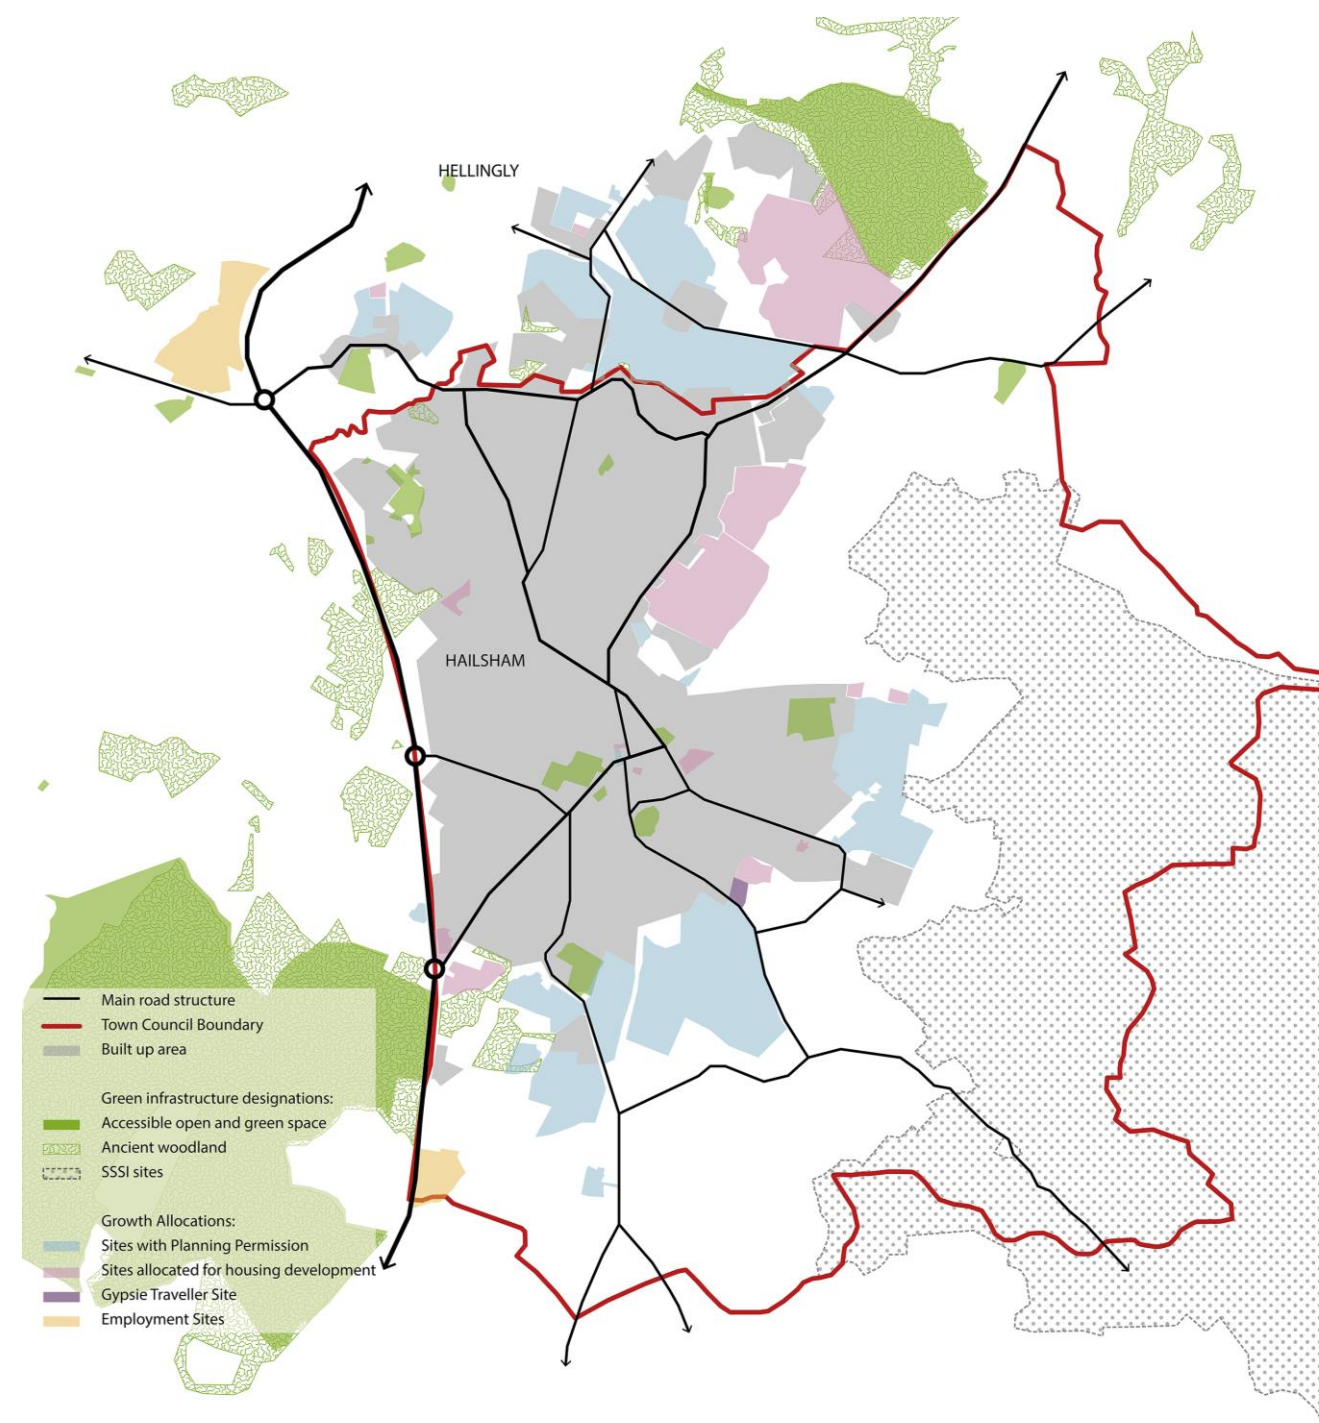 HELLINGLY
HAILSHAM
Main road structure
Town Council Boundary
Built up area
Green infrastructure designations:
Accessible open and green space
Ancient woodland
SSSI sites
Growth Allocations:
Sites with Planning Permission
Sites allocated for housing development
Gypsie Traveller Site
Employment Sites